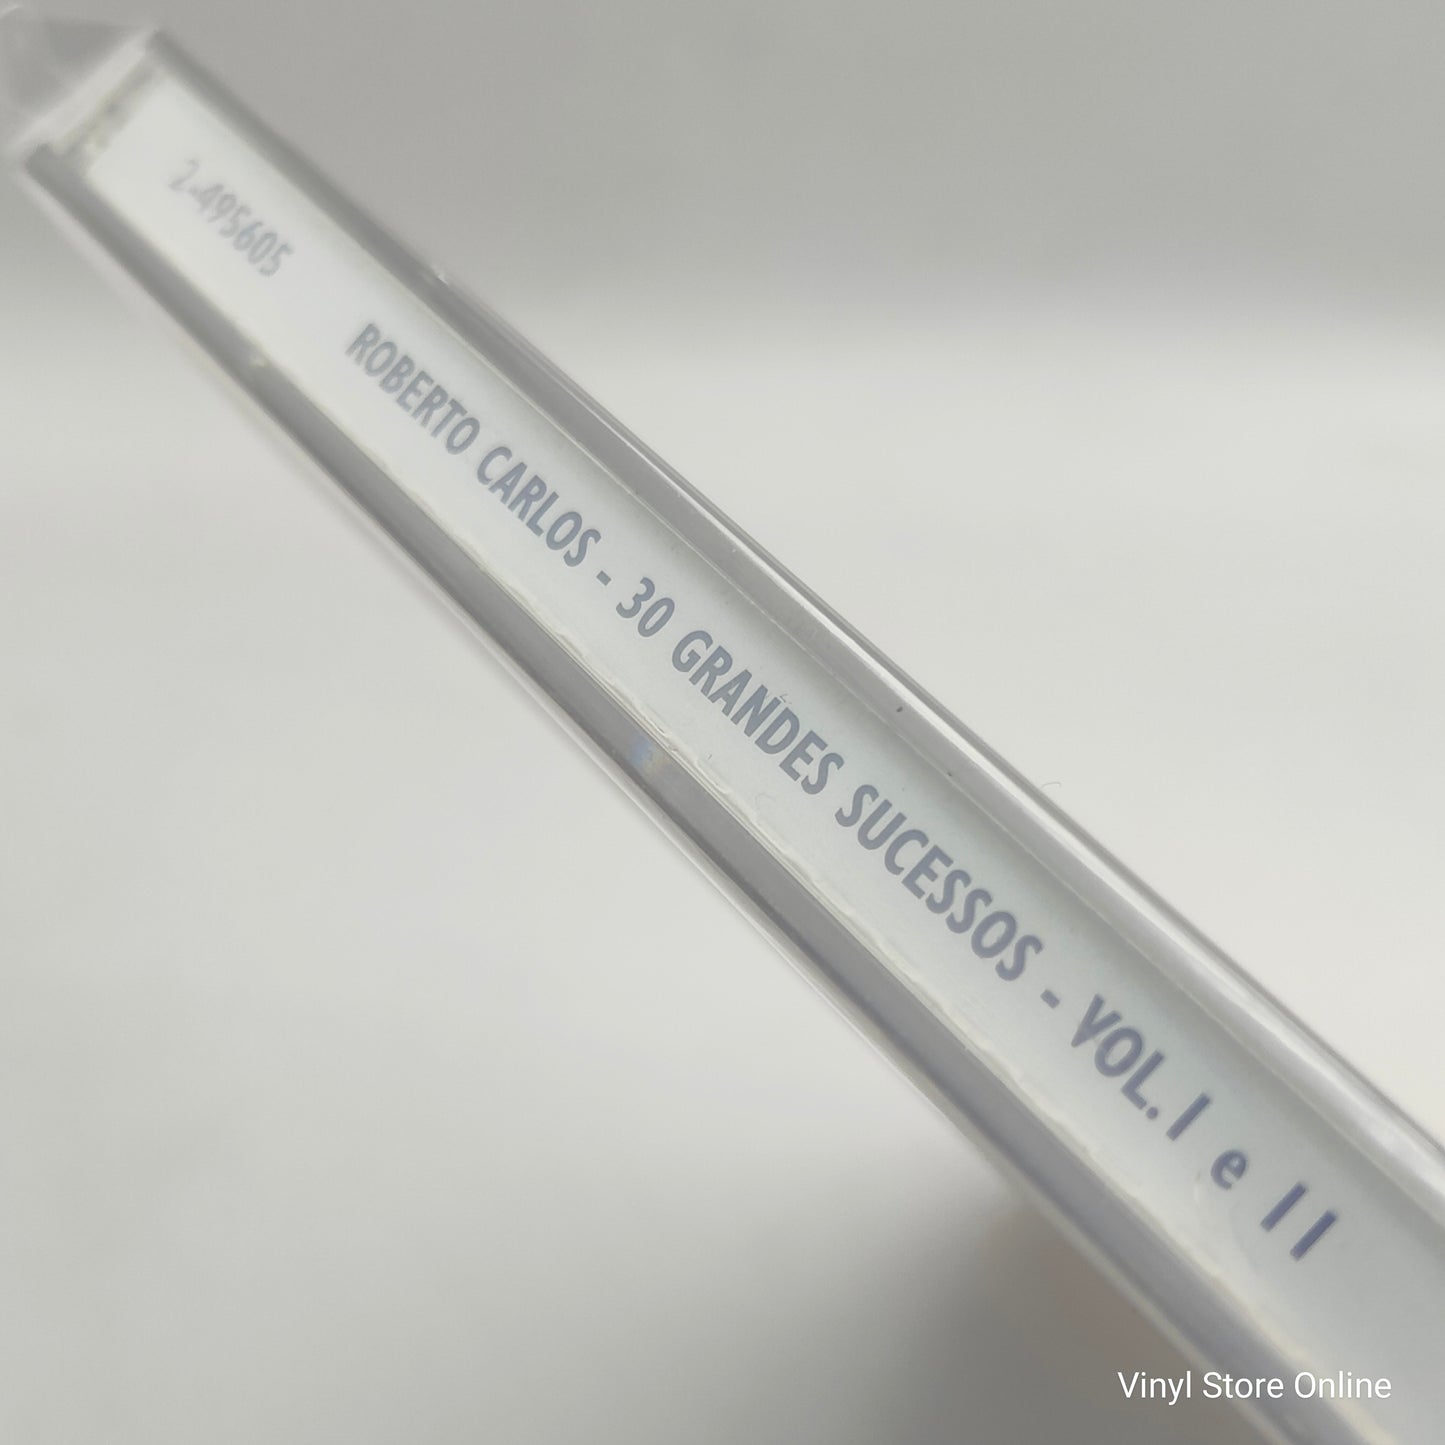 2-495605 ROBERTO CARLOS - 30 GRANDES SUCESSOS - VOL. I e II
Vinyl Store Online